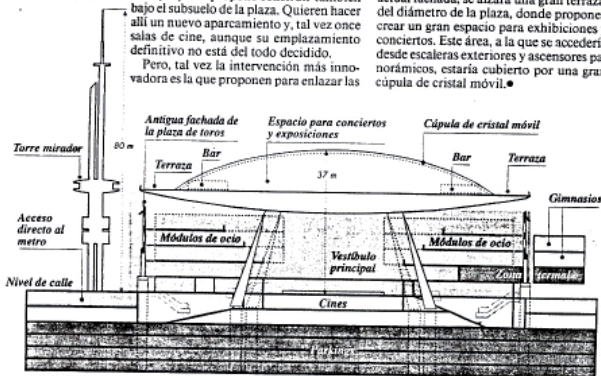 bajo el subsuelo de la plaza. Quieren hacer
allí un nuevo aparcamiento y, tal vez once
salas de cine, aunque su emplazamiento
definitivo no está del todo decidido.
Pero, tal vez la intervención más inno-
vadora es la que proponen para enlazar las
del diámetro de la plaza, donde propone
crear un gran espacio para exhibiciones
conciertos. Este área, a la que se accederí
desde escaleras exteriores y ascensores pa
norámicos, estaría cubierto por una gran
cúpula de cristal móvil.●
80 m
Antigua fachada de
la plaza de toros
Espacio para conciertos
y exposiciones
Cúpula de cristal móvil
Torre mirador
Terraza
Bar
37 m
Bar
Terraza
Gimnasios
Acceso
directo al
metro
Módulos de ocio
Vestíbulo
principal
Módulos de ocio
Zona termal
Nivel de calle
Cines
Parkings